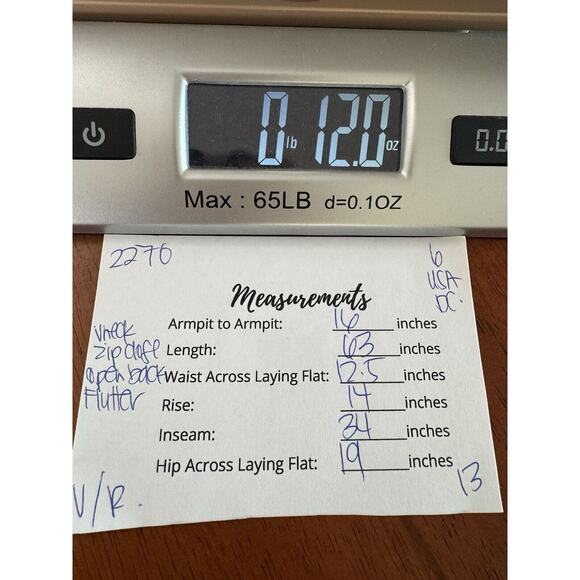 0 lb 12.0 oz
0.0
Max : 65LB d=0.1OZ
2270
6
USA
DC.
Measurements
Armpit to Armpit: 16 inches
Length: 63 inches
Waist Across Laying Flat: 12.5 inches
Rise: 14 inches
Inseam: 34 inches
Hip Across Laying Flat: 19 inches
Vneck
zip close
open back
Flutter
V/R.
13